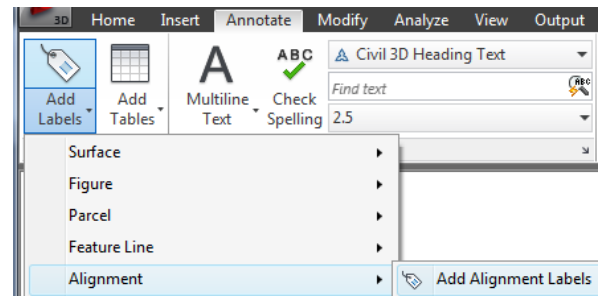 3D Home Insert Annotate Modify Analyze View Output
ABC
A Civil 3D Heading Text
Find text
ABC
Add Labels
Add Tables
Multiline Text
Check Spelling
2.5
Surface
Figure
Parcel
Feature Line
Alignment
Add Alignment Labels